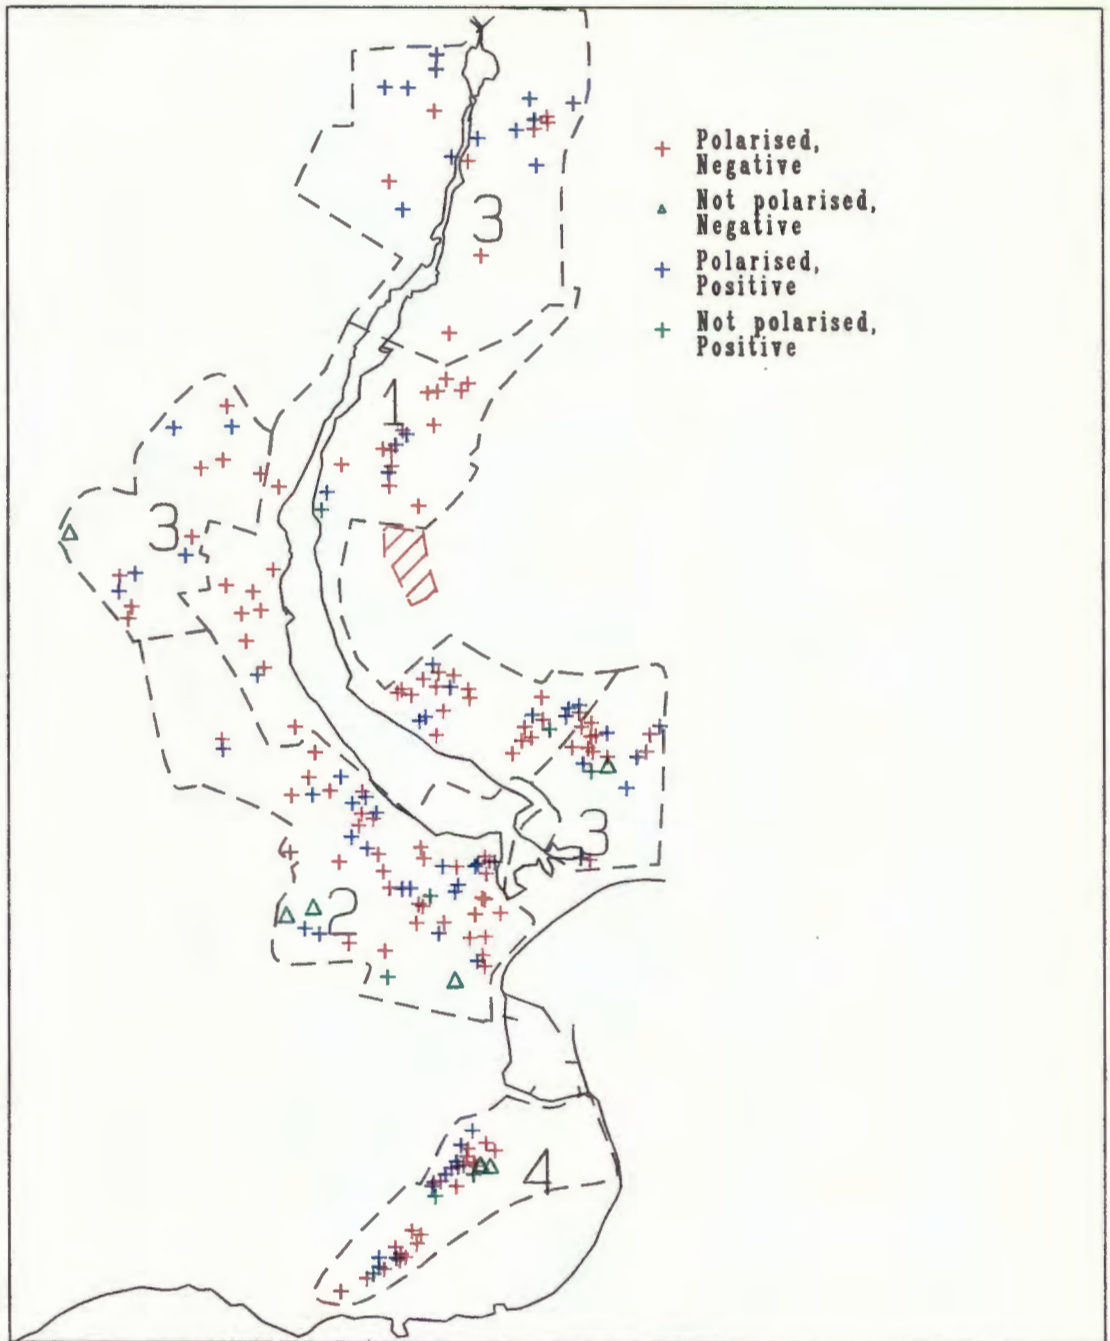 Polarised,
Negative
Not polarised,
Negative
Polarised,
Positive
Not polarised,
Positive
3
1
3
3
2
4